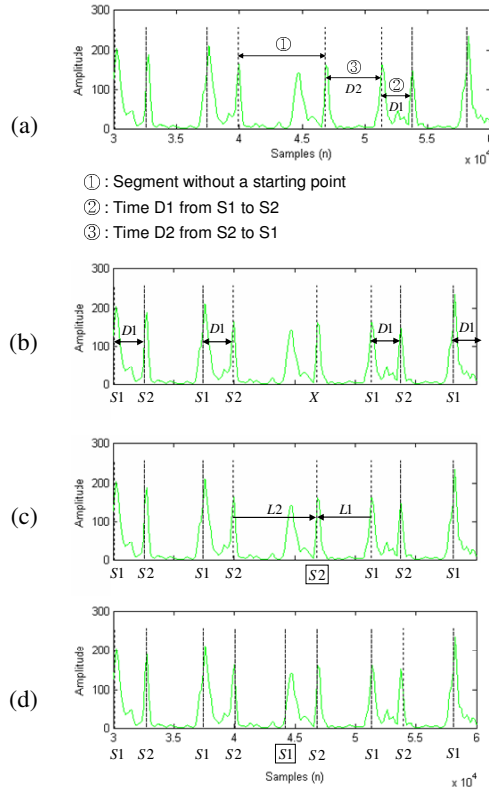 (a)
Amplitude
300
200
100
0
①
③
D2
②
D1
3 3.5 4 4.5 5 5.5 6
Samples (n)
x 10⁴
① : Segment without a starting point
② : Time D1 from S1 to S2
③ : Time D2 from S2 to S1
(b)
Amplitude
300
200
100
0
D1 D1 D1 D1
S1 S2 S1 S2 X S1 S2 S1
(c)
Amplitude
300
200
100
0
L2 L1
S1 S2 S1 S2 S2 S1 S2 S1
(d)
Amplitude
300
200
100
0
3 3.5 4 4.5 5 5.5 6
S1 S2 S1 S2 S1 S2 S1 S2 S1
Samples (n)
x 10⁴